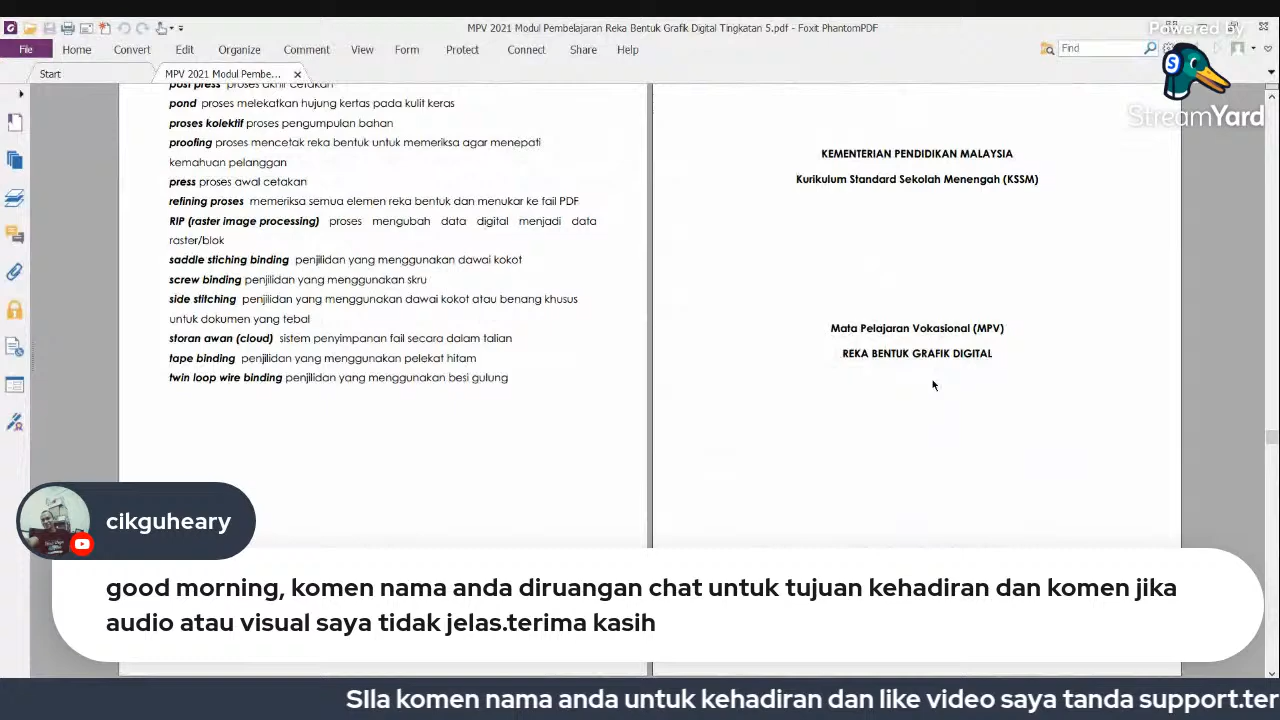 MPV 2021 Modul Pembelajaran Reka Bentuk Grafik Digital Tingkatan 5.pdf - Foxit PhantomPDF
Powered by
File Home Convert Edit Organize Comment View Form Protect Connect Share Help
Find
Start MPV 2021 Modul Pembe...
StreamYard
post press proses akhir cetakan
pond proses melekatkan hujung kertas pada kulit keras
proses kolektif proses pengumpulan bahan
proofing proses mencetak reka bentuk untuk memeriksa agar menepati
kemahuan pelanggan
press proses awal cetakan
refining proses memeriksa semua elemen reka bentuk dan menukar ke fail PDF
RIP (raster image processing) proses mengubah data digital menjadi data
raster/blok
saddle stiching binding penjilidan yang menggunakan dawai kokot
screw binding penjilidan yang menggunakan skru
side stitching penjilidan yang menggunakan dawai kokot atau benang khusus
untuk dokumen yang tebal
storan awan (cloud) sistem penyimpanan fail secara dalam talian
tape binding penjilidan yang menggunakan pelekat hitam
twin loop wire binding penjilidan yang menggunakan besi gulung
KEMENTERIAN PENDIDIKAN MALAYSIA
Kurikulum Standard Sekolah Menengah (KSSM)
Mata Pelajaran Vokasional (MPV)
REKA BENTUK GRAFIK DIGITAL
cikguheary
good morning, komen nama anda diruangan chat untuk tujuan kehadiran dan komen jika
audio atau visual saya tidak jelas.terima kasih
SIla komen nama anda untuk kehadiran dan like video saya tanda support.ter